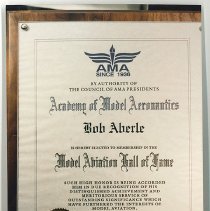 AMA
SINCE 1936
BY AUTHORITY OF
THE COUNCIL OF AMA PRESIDENTS
Academy of Model Aeronautics
Bob Aberle
IS HEREBY ELECTED TO MEMBERSHIP IN THE
Model Aviation Hall of Fame
SUCH HIGH HONOR IS BEING ACCORDED
HIM IN DUE RECOGNITION OF HIS
DISTINGUISHED ACHIEVEMENT AND
MERITORIOUS SERVICE OF
OUTSTANDING SIGNIFICANCE WHICH
HAVE FURTHERED THE INTERESTS OF
MODEL AVIATION.